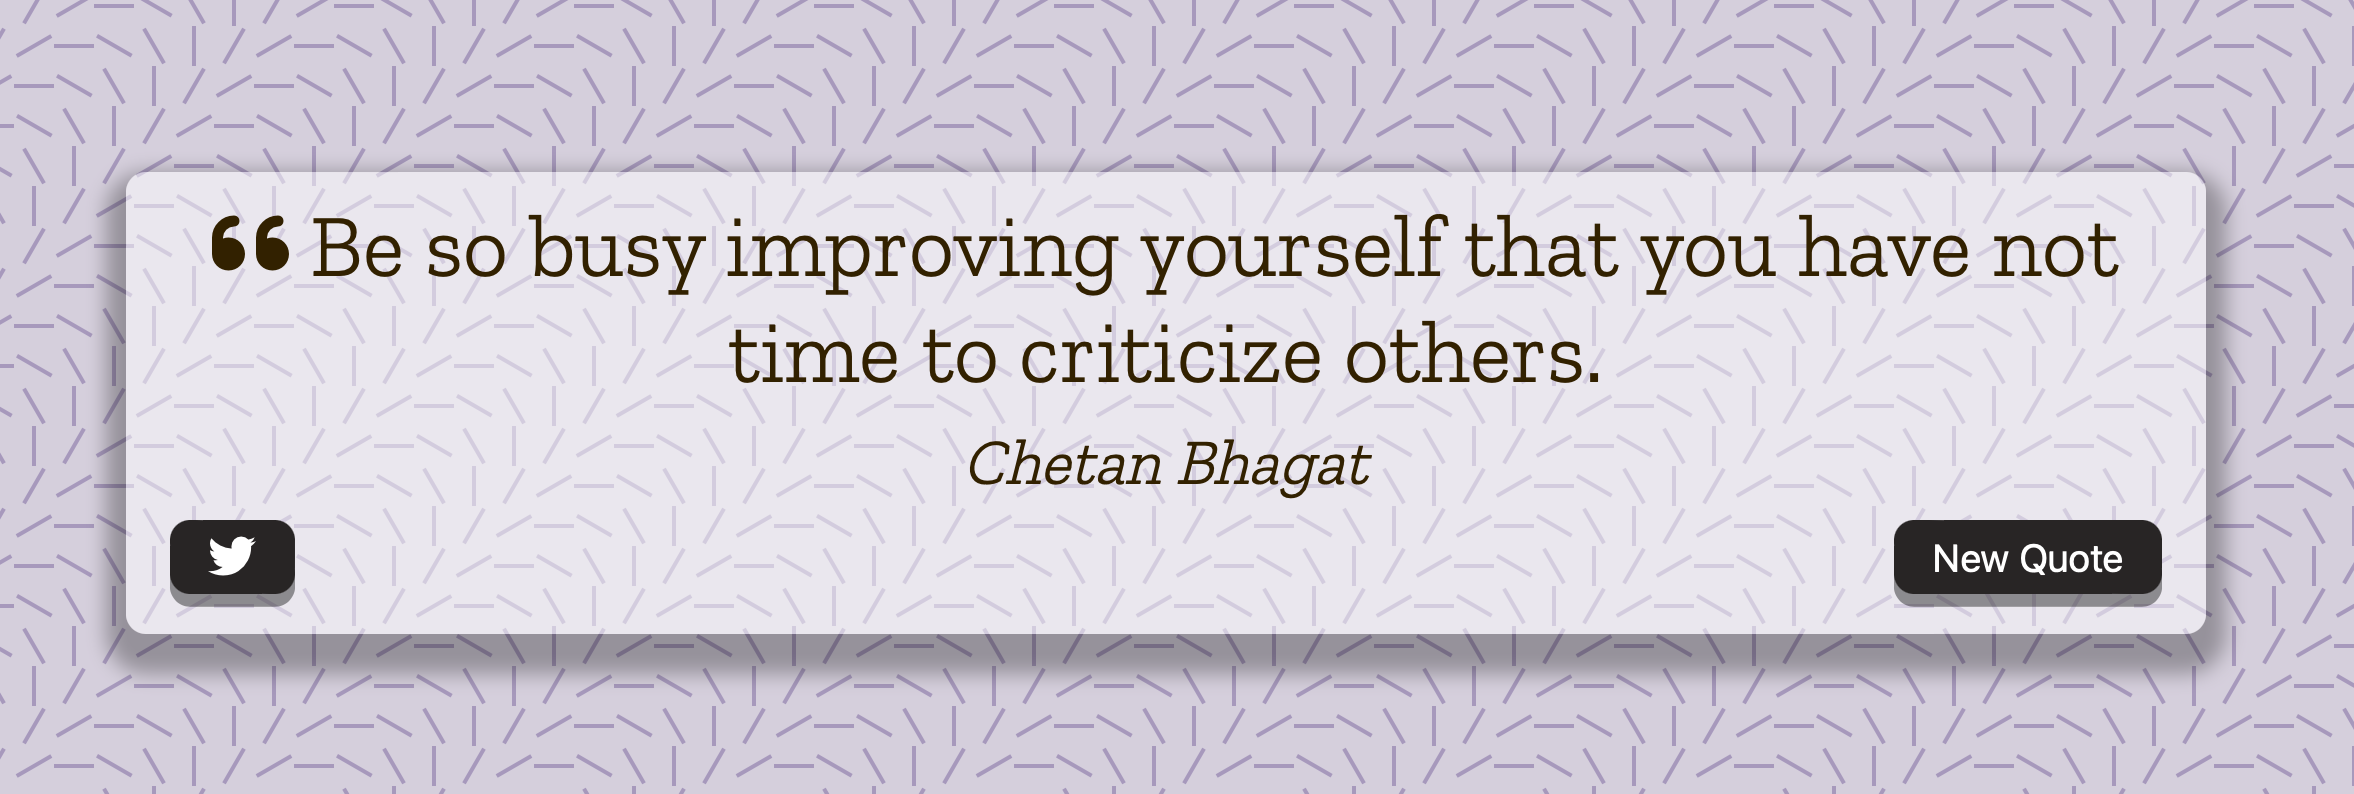 “Be so busy improving yourself that you have not
time to criticize others.
Chetan Bhagat
New Quote